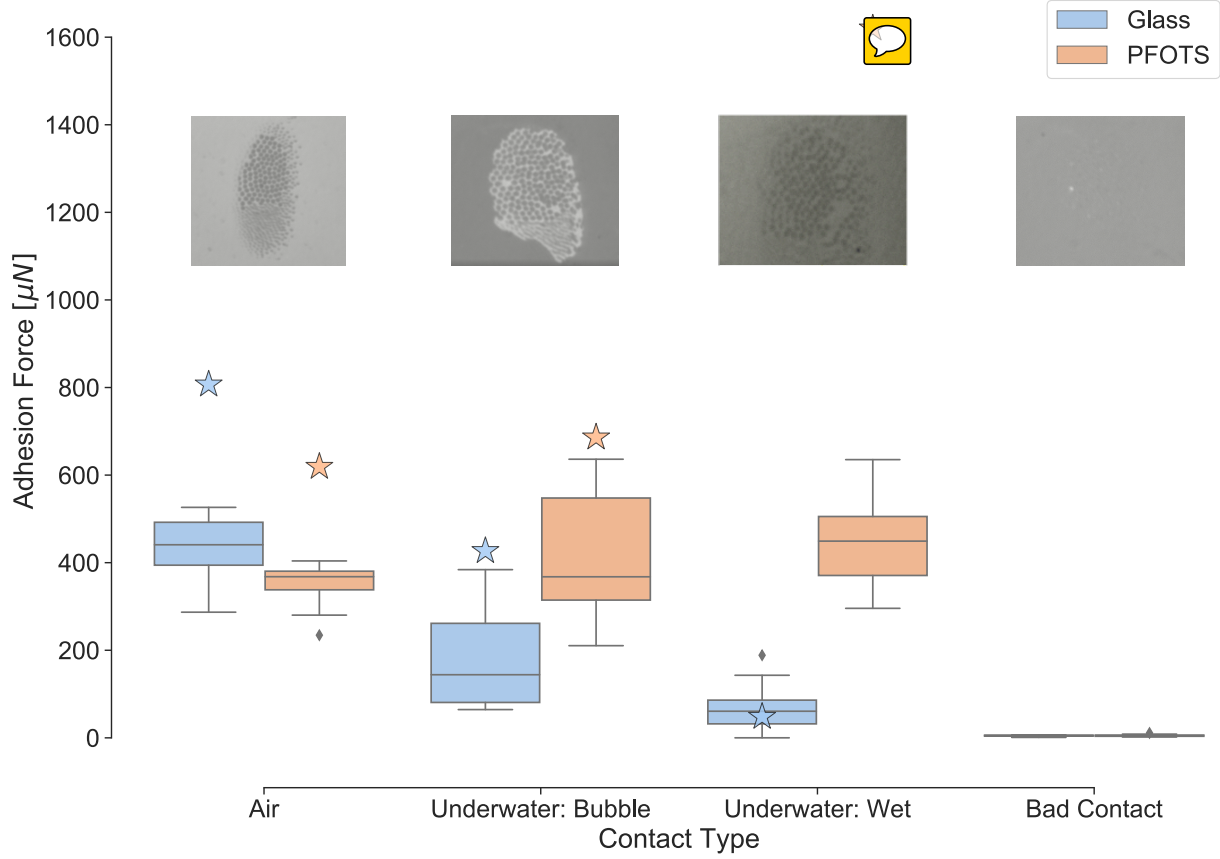 Glass
PFOTS
1600
1400
1200
1000
800
600
400
200
0
Adhesion Force [μN]
Air
Underwater: Bubble
Underwater: Wet
Bad Contact
Contact Type